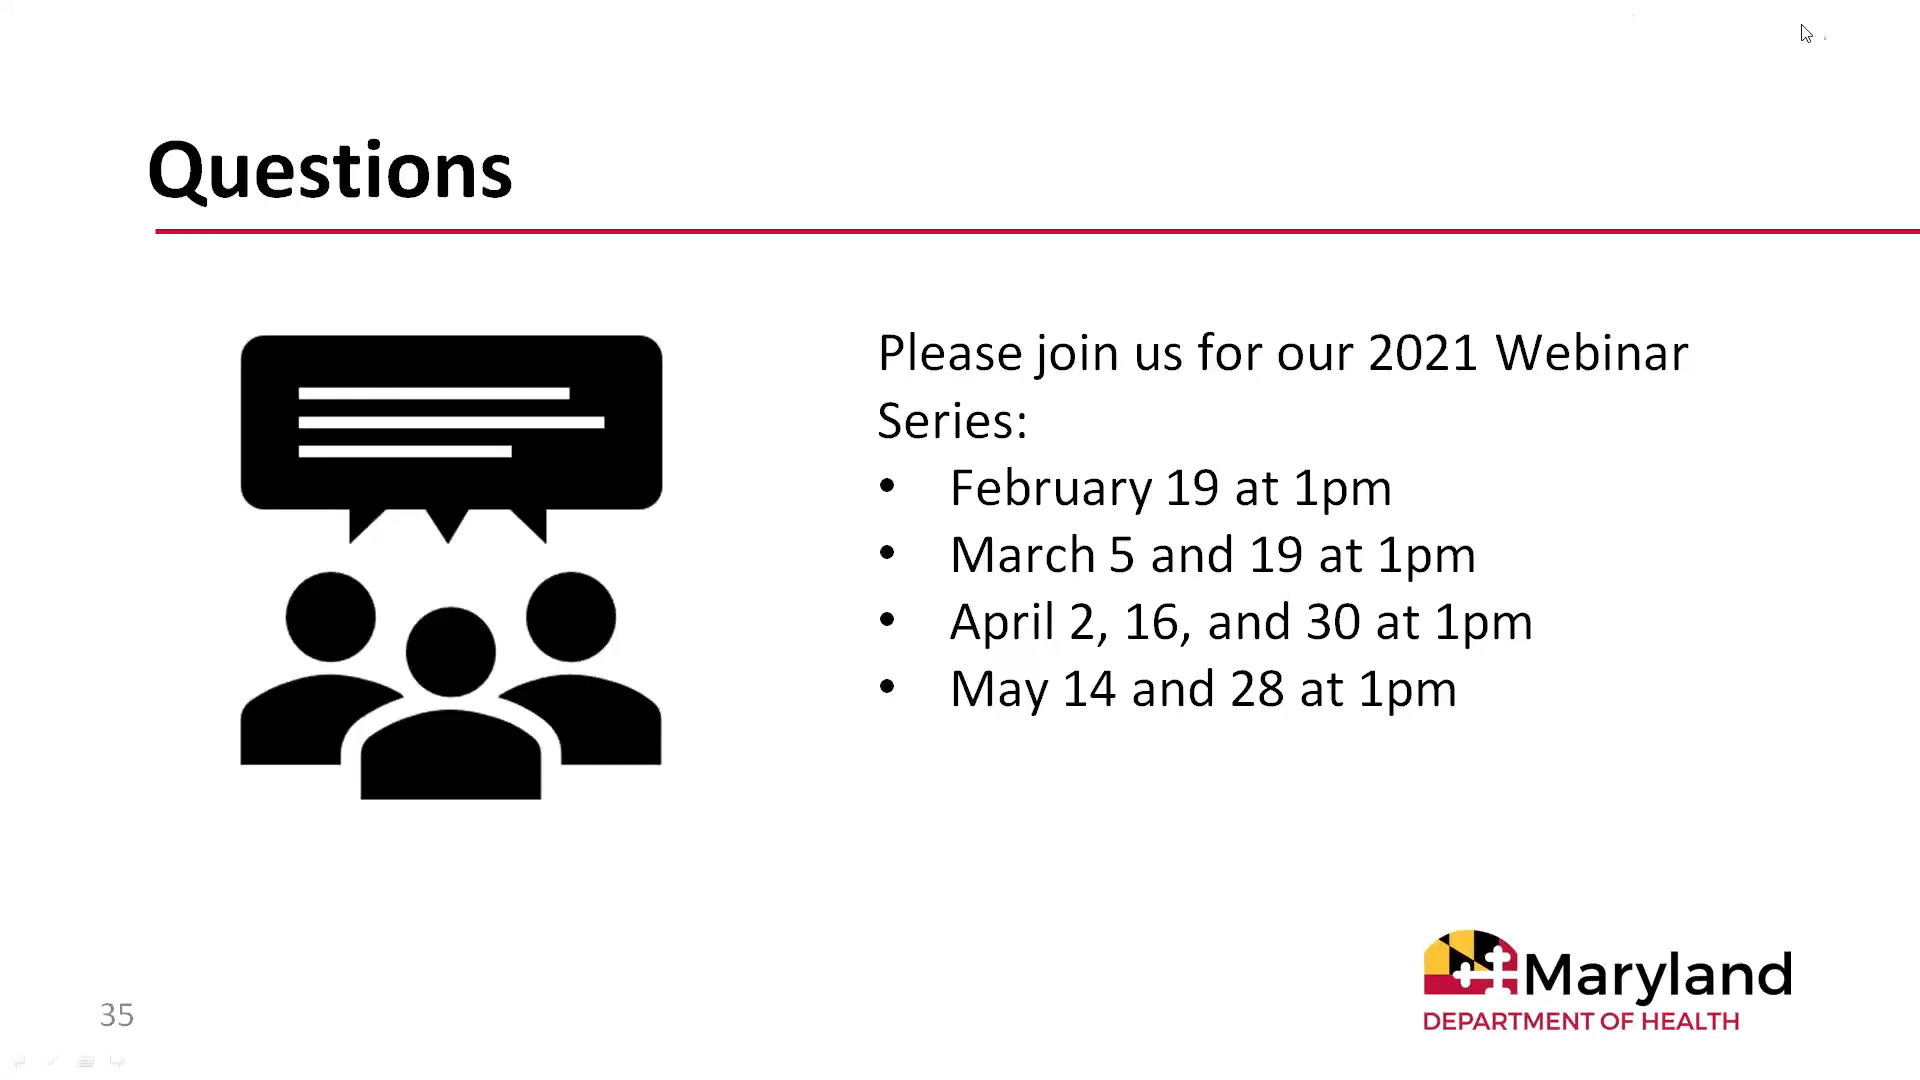 Questions
Please join us for our 2021 Webinar
Series:
• February 19 at 1pm
• March 5 and 19 at 1pm
• April 2, 16, and 30 at 1pm
• May 14 and 28 at 1pm
Maryland
DEPARTMENT OF HEALTH
35